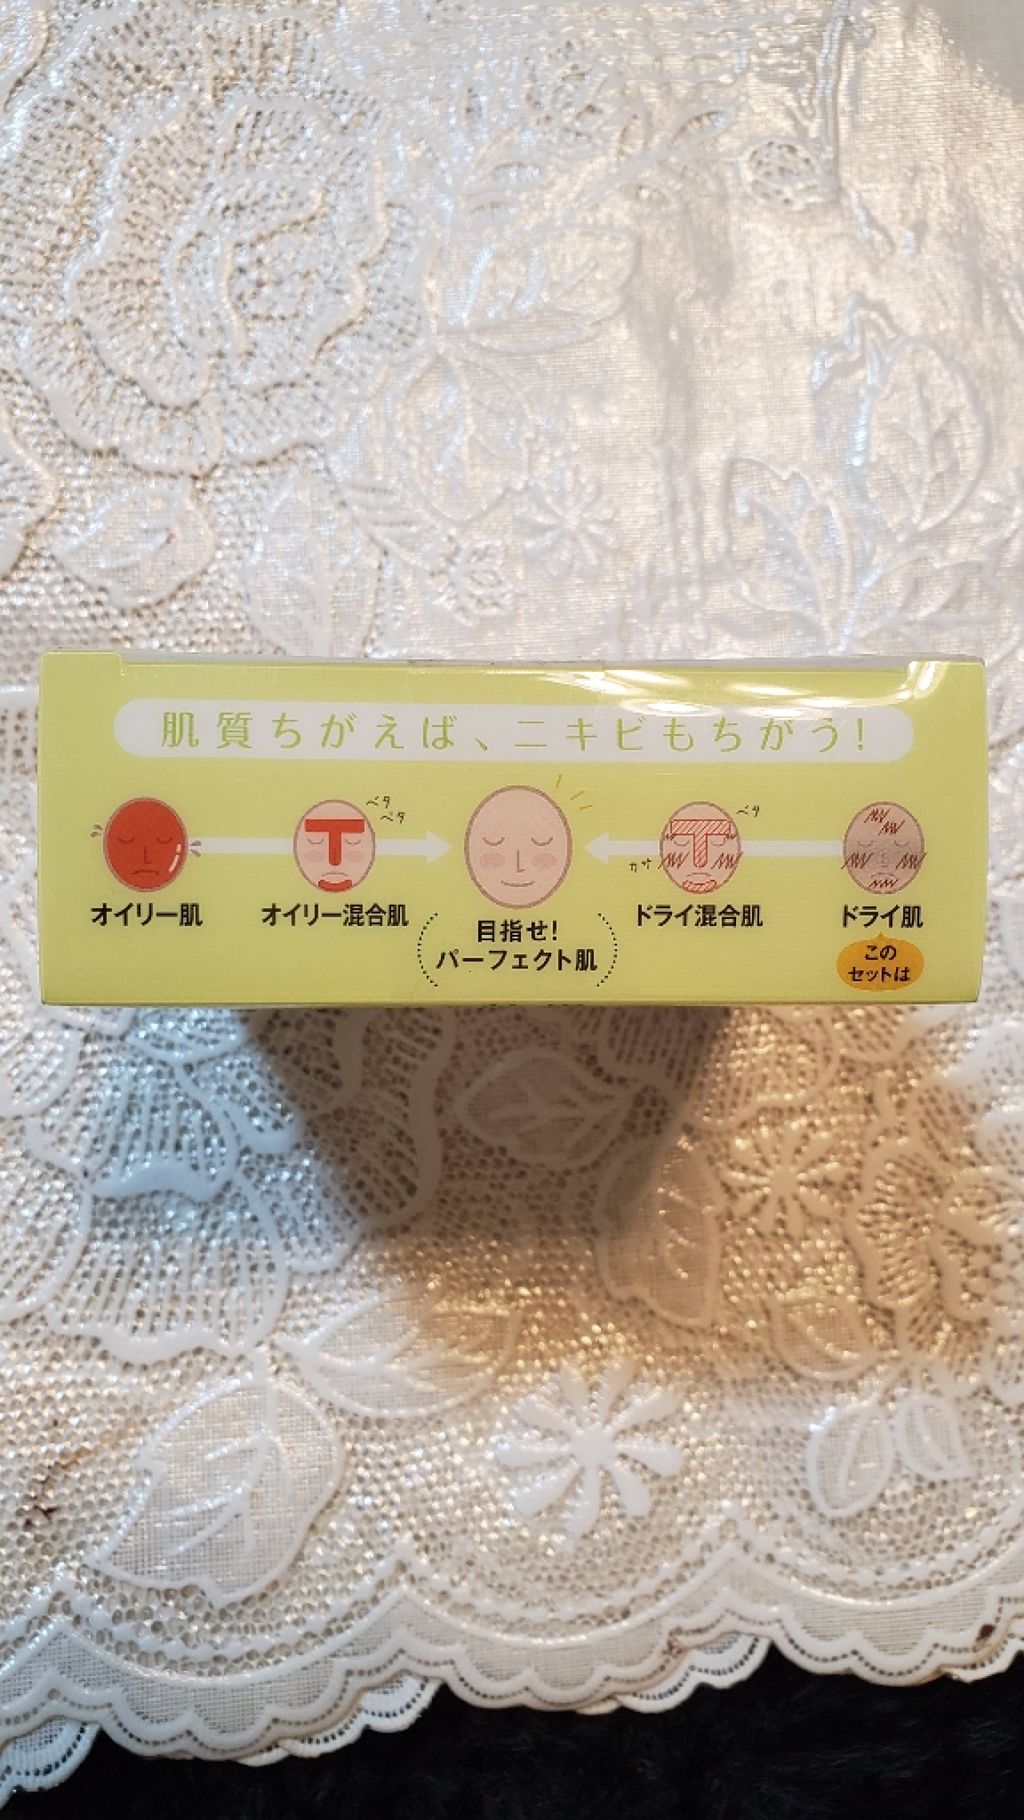 肌質ちがえば、ニキビもちがう!
ベタ
ベタ
ベタ
カサ
オイリー肌
オイリー混合肌
目指せ!
パーフェクト肌
ドライ混合肌
ドライ肌
この
セットは